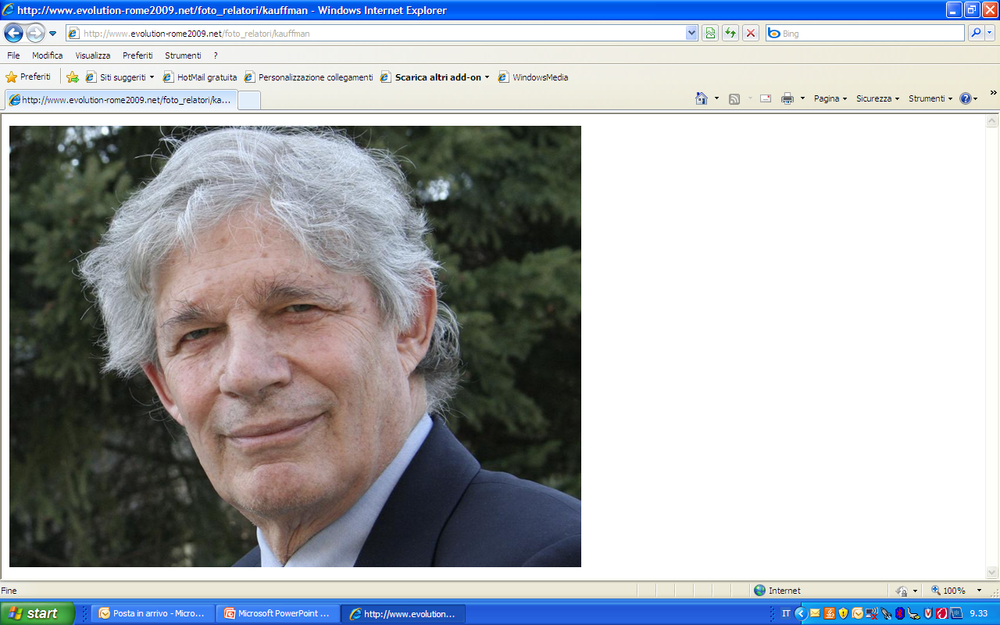 http://www.evolution-rome2009.net/foto_relatori/kauffman - Windows Internet Explorer
http://www.evolution-rome2009.net/foto_relatori/kauffman
Bing
File Modifica Visualizza Preferiti Strumenti ?
Preferiti Siti suggeriti HotMail gratuita Personalizzazione collegamenti Scarica altri add-on WindowsMedia
http://www.evolution-rome2009.net/foto_relatori/ka... Pagina Sicurezza Strumenti »
Fine Internet 100%
start Posta in arrivo - Micro... Microsoft PowerPoint ... http://www.evolution... IT 9.33